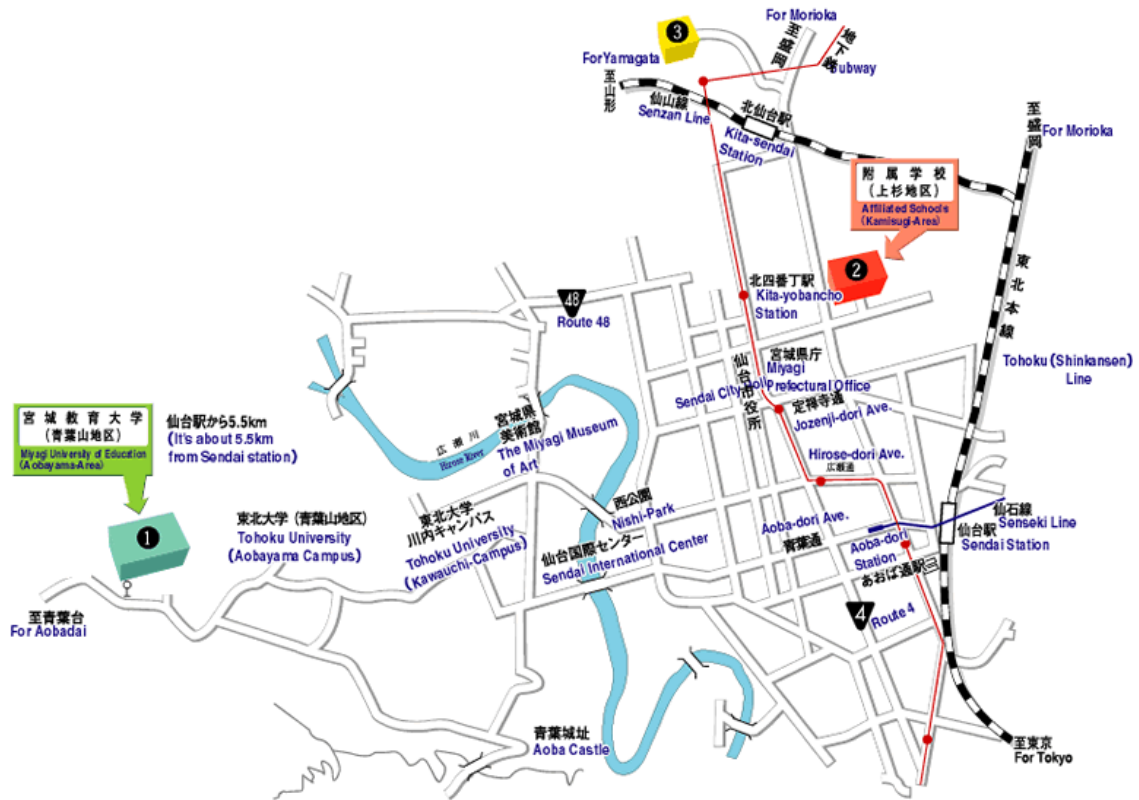 For Morioka
至盛岡
地下鉄
Subway
3
For Yamagata
至山形
仙山線
Senzan Line
北仙台駅
Kita-sendai
Station
至盛岡
For Morioka
附属学校
(上杉地区)
Affiliated Schools
(Kamisugi-Area)
2
東北本線
Tohoku (Shinkansen)
Line
北四番丁駅
Kita-yobancho
Station
48
Route 48
宮城県庁
Miyagi
Prefectural Office
仙台市役所
Sendai City
定禅寺通
Jozenji-dori Ave.
Hirose-dori Ave.
広瀬通
宮城教育大学
(青葉山地区)
Miyagi University of Education
(Aobayama-Area)
仙台駅から5.5km
(It's about 5.5km
from Sendai station)
1
広瀬川
Hirose River
宮城県
美術館
The Miyagi Museum
of Art
西公園
Nishi-Park
東北大学(青葉山地区)
Tohoku University
(Aobayama Campus)
東北大学
川内キャンパス
Tohoku University
(Kawauchi-Campus)
仙台国際センター
Sendai International Center
Aoba-dori Ave.
青葉通
Aoba-dori
Station
あおば通駅
仙石線
Senseki Line
仙台駅
Sendai Station
4
Route 4
至青葉台
For Aobadai
青葉城址
Aoba Castle
至東京
For Tokyo